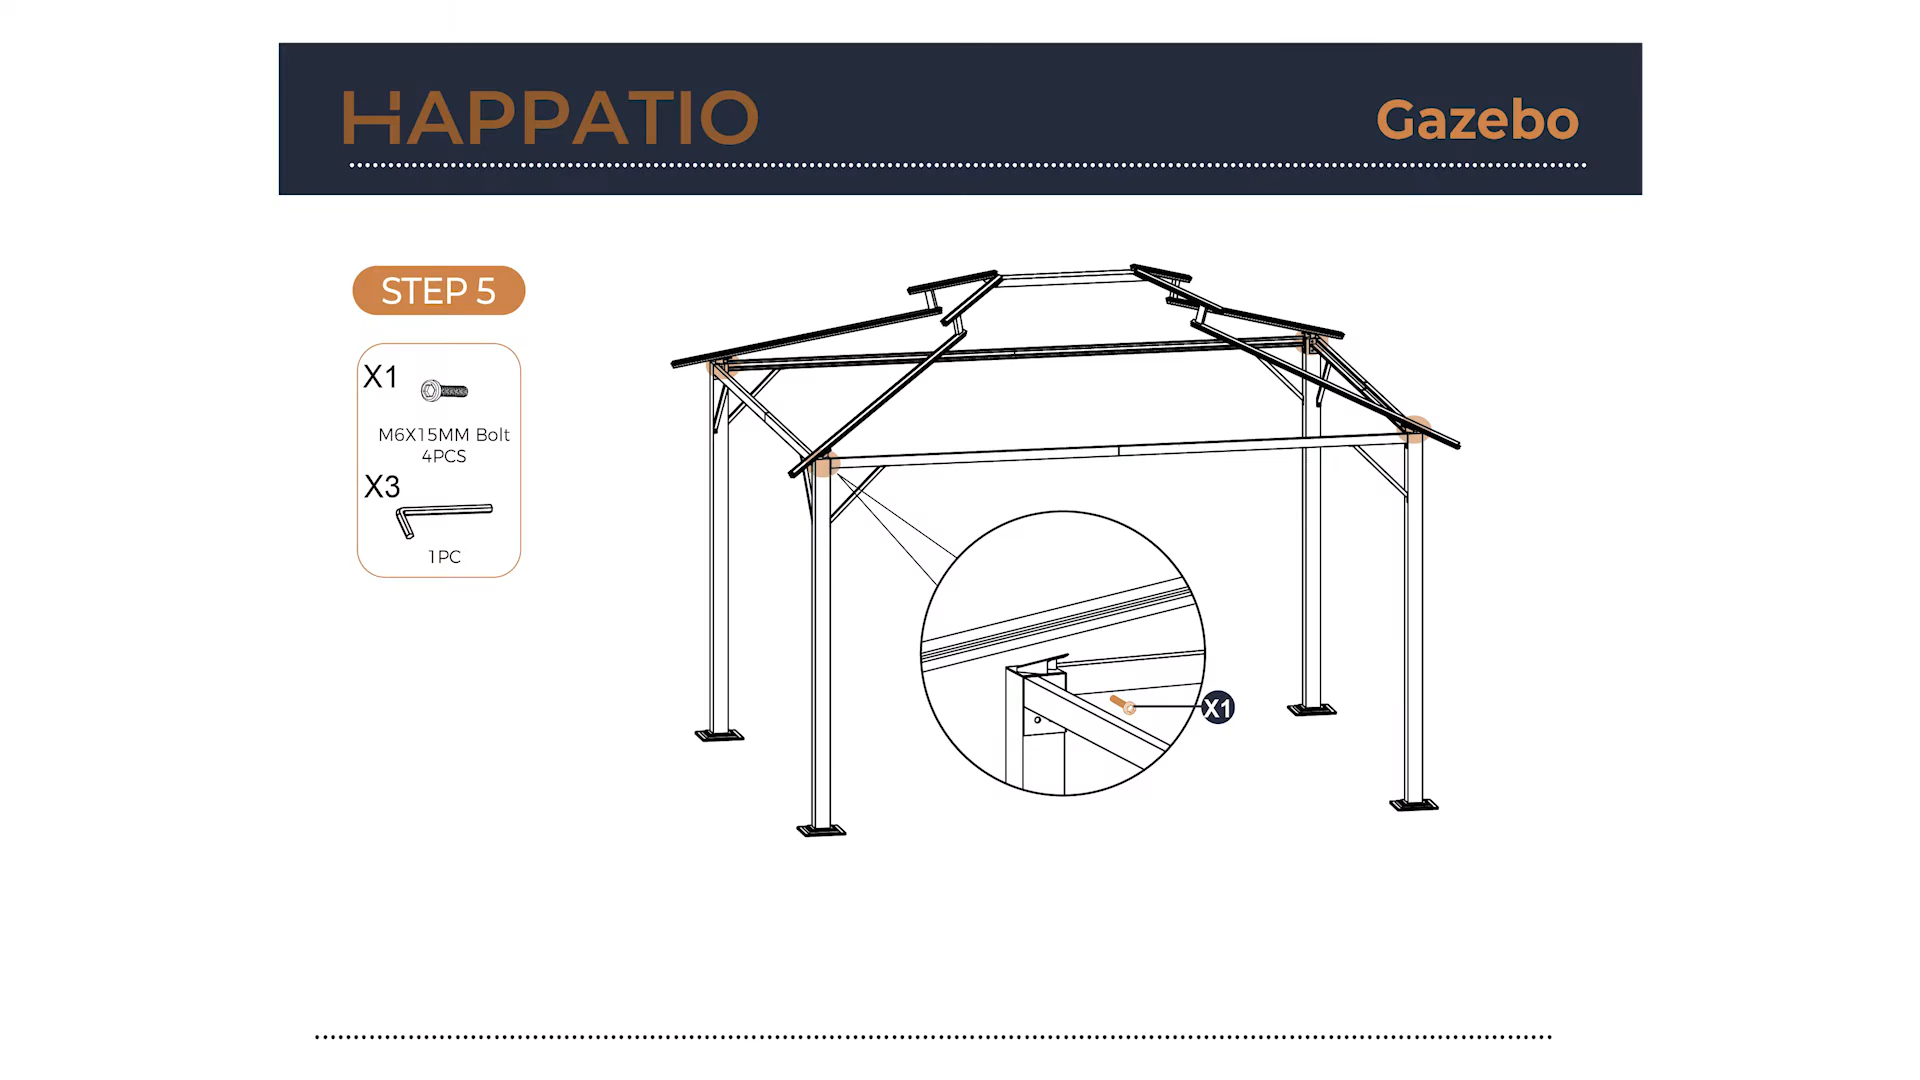 HAPPATIO
Gazebo
STEP 5
X1
M6X15MM Bolt
4PCS
X3
1PC
X1